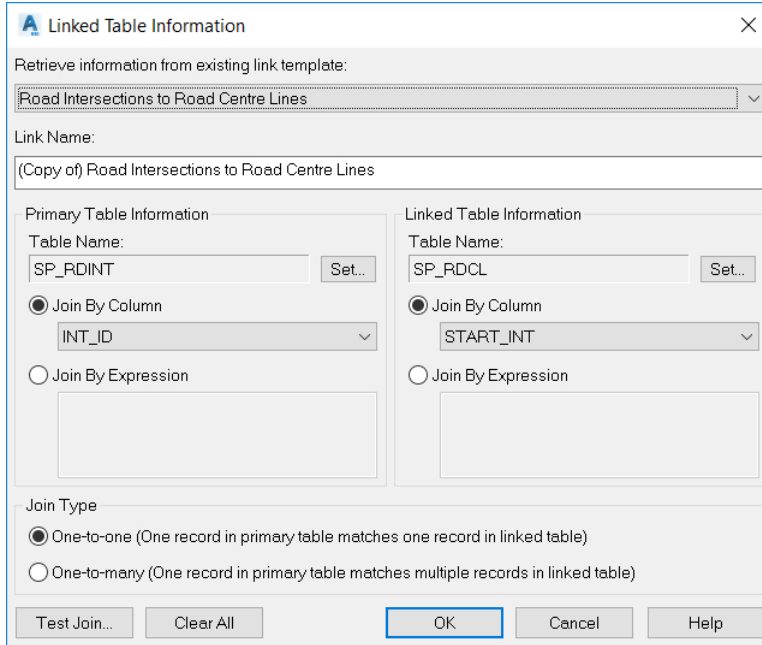 Linked Table Information
Retrieve information from existing link template:
Road Intersections to Road Centre Lines
Link Name:
(Copy of) Road Intersections to Road Centre Lines
Primary Table Information
Table Name:
SP_RDINT
Set...
Join By Column
INT_ID
Join By Expression
Linked Table Information
Table Name:
SP_RDCL
Set...
Join By Column
START_INT
Join By Expression
Join Type
One-to-one (One record in primary table matches one record in linked table)
One-to-many (One record in primary table matches multiple records in linked table)
Test Join...
Clear All
OK
Cancel
Help